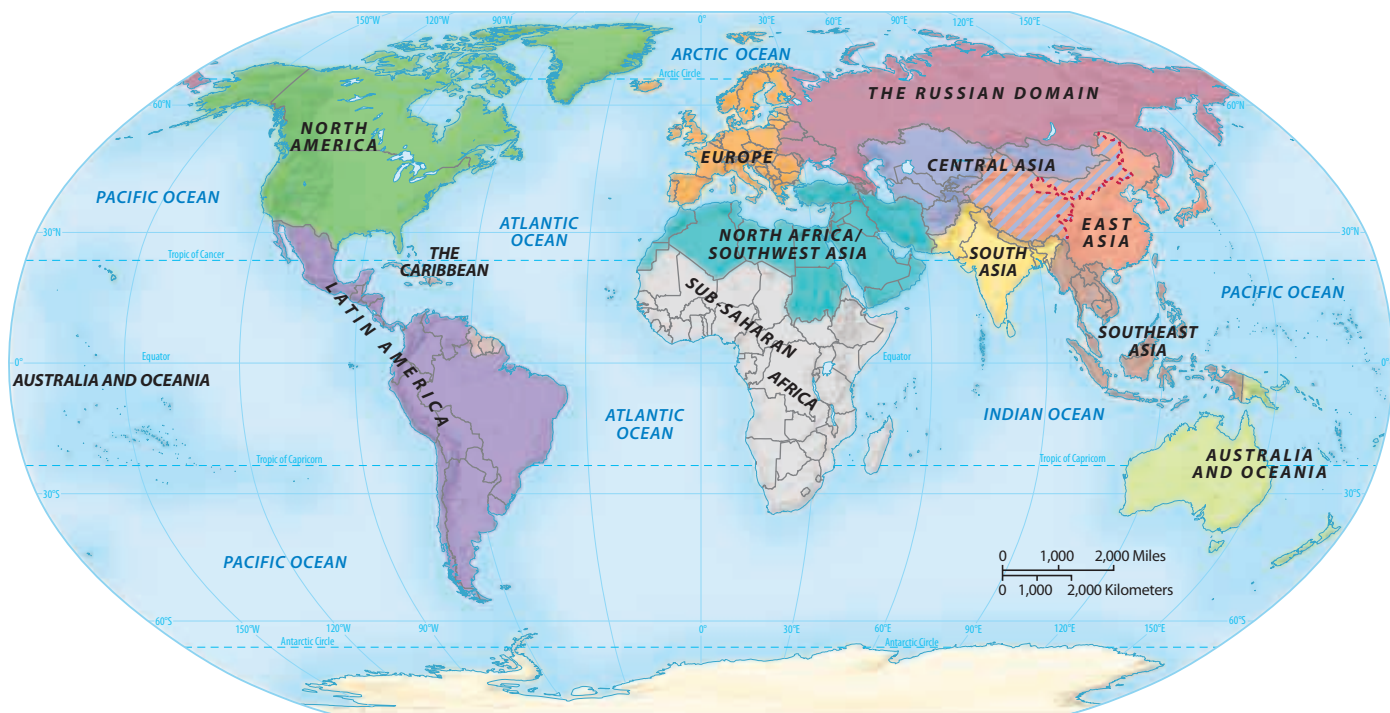 150°W
120°W
90°W
0°
30°E
60°E
90°E
120°E
150°E
ARCTIC OCEAN
Arctic Circle
60°N
60°N
THE RUSSIAN DOMAIN
NORTH
AMERICA
EUROPE
CENTRAL ASIA
PACIFIC OCEAN
ATLANTIC
OCEAN
30°N
30°N
NORTH AFRICA/
SOUTHWEST ASIA
EAST
ASIA
SOUTH
ASIA
Tropic of Cancer
THE
CARIBBEAN
PACIFIC OCEAN
LATIN AMERICA
SUB-SAHARAN
AFRICA
SOUTHEAST
ASIA
0°
Equator
Equator
0°
AUSTRALIA AND OCEANIA
ATLANTIC
OCEAN
INDIAN OCEAN
Tropic of Capricorn
Tropic of Capricorn
AUSTRALIA
AND OCEANIA
30°S
30°S
PACIFIC OCEAN
0 1,000 2,000 Miles
0 1,000 2,000 Kilometers
60°S
60°S
150°W
120°W
90°W
0°
30°E
60°E
90°E
120°E
150°E
Antarctic Circle
Antarctic Circle